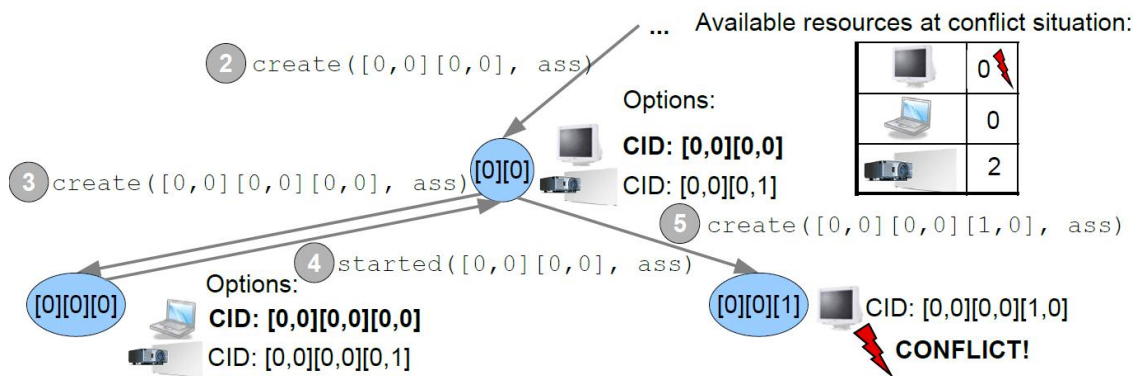 ... Available resources at conflict situation:
2 create([0,0][0,0], ass)
0
0
2
Options:
CID: [0,0][0,0]
CID: [0,0][0,1]
[0][0]
3 create([0,0][0,0][0,0], ass)
5 create([0,0][0,0][1,0], ass)
4 started([0,0][0,0], ass)
[0][0][0]
Options:
CID: [0,0][0,0][0,0]
CID: [0,0][0,0][0,1]
[0][0][1]
CID: [0,0][0,0][1,0]
CONFLICT!